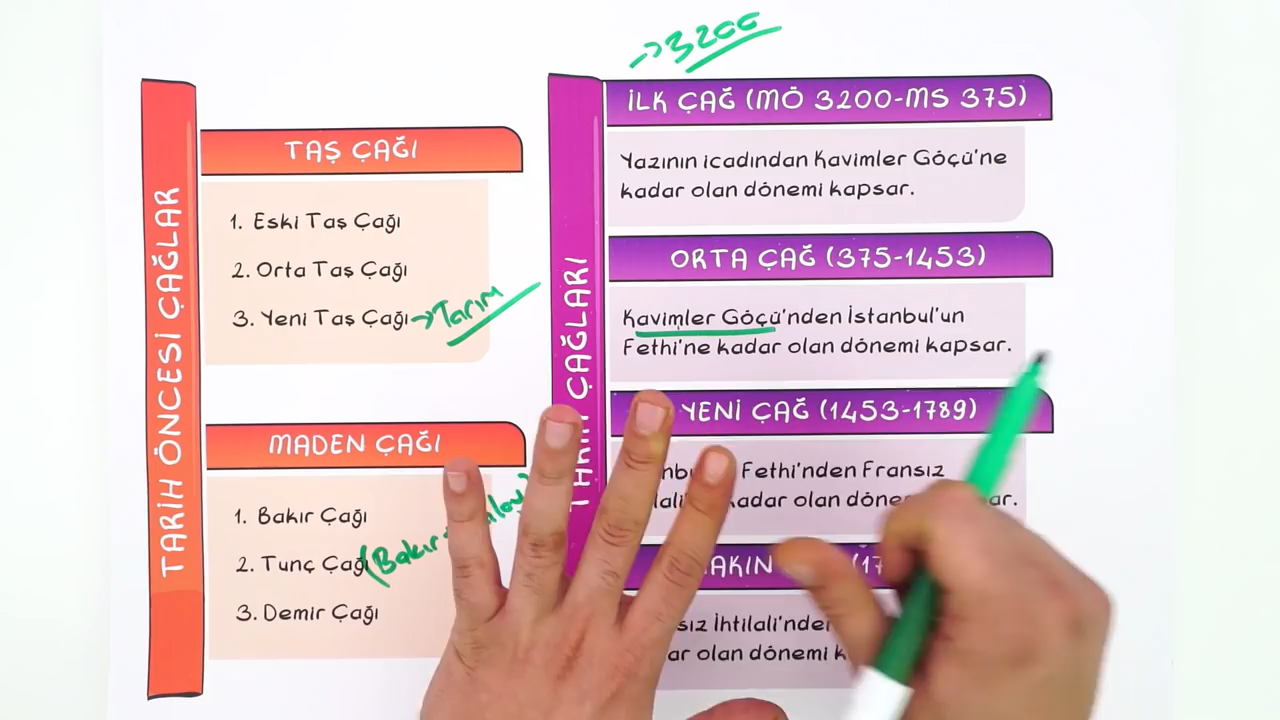 →3200
TARİH ÖNCESİ ÇAĞLAR
TAŞ ÇAĞI
1. Eski Taş Çağı
2. Orta Taş Çağı
3. Yeni Taş Çağı →Tarım
MADEN ÇAĞI
1. Bakır Çağı
2. Tunç Çağı (Bakır
3. Demir Çağı
ÇAĞLARI
İLK ÇAĞ (MÖ 3200-MS 375)
Yazının icadından Kavimler Göçü'ne
kadar olan dönemi kapsar.
ORTA ÇAĞ (375-1453)
Kavimler Göçü'nden İstanbul'un
Fethi'ne kadar olan dönemi kapsar.
YENİ ÇAĞ (1453-1789)
Fethi'nden Fransız
kadar olan
İhtilali'nden
olan dönemi